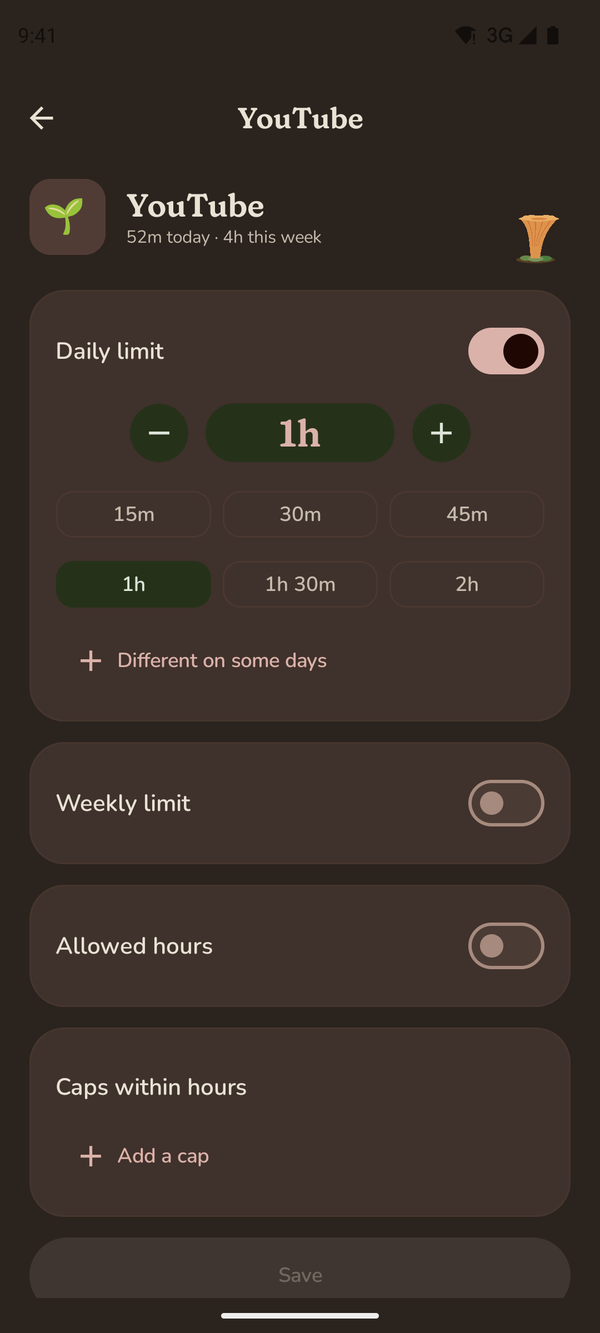 9:41
3G
YouTube
YouTube
52m today · 4h this week
Daily limit
1h
15m
30m
45m
1h
1h 30m
2h
Different on some days
Weekly limit
Allowed hours
Caps within hours
Add a cap
Save